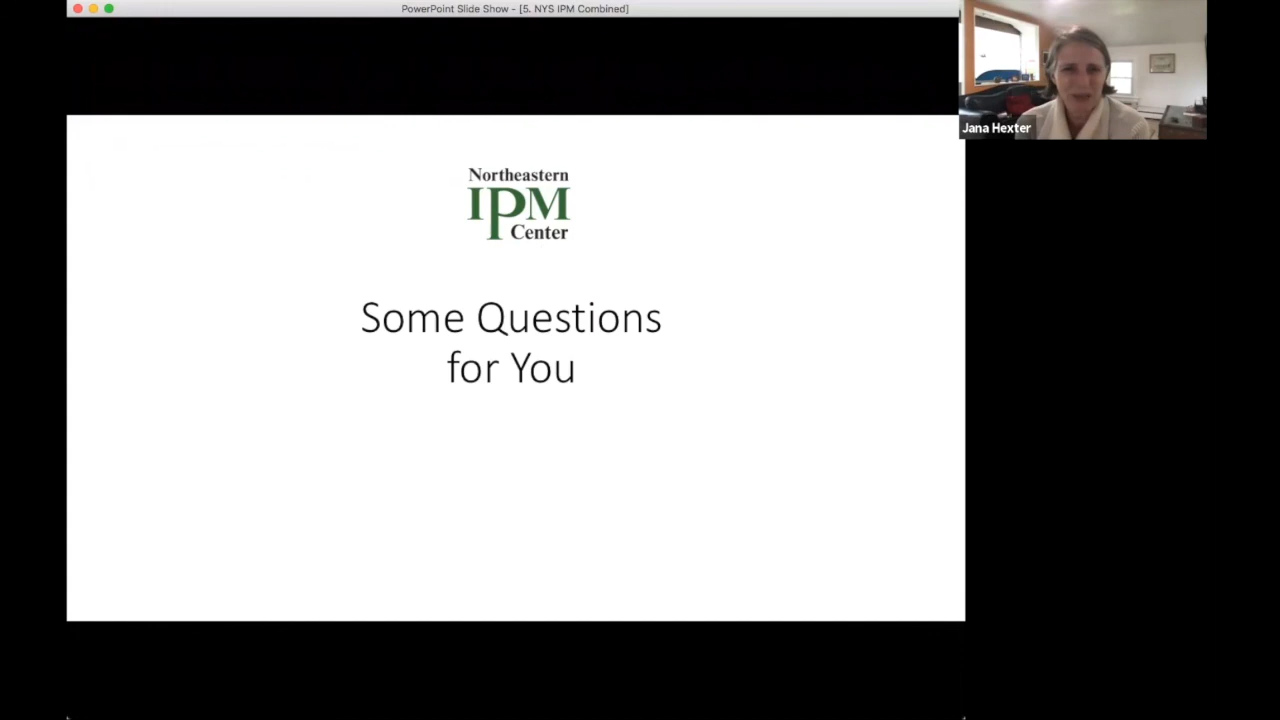 PowerPoint Slide Show - [5. NYS IPM Combined]
Jana Hexter
Northeastern
IPM
Center
Some Questions
for You